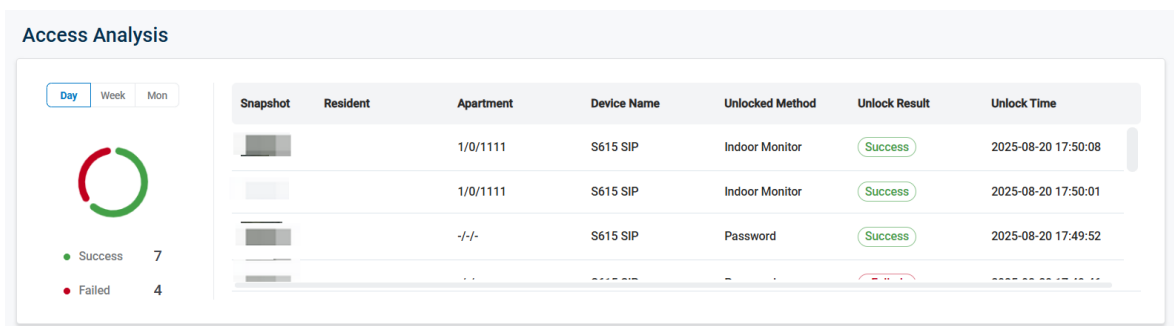 Access Analysis
Day Week Mon
Snapshot Resident Apartment Device Name Unlocked Method Unlock Result Unlock Time
1/0/1111 S615 SIP Indoor Monitor Success 2025-08-20 17:50:08
1/0/1111 S615 SIP Indoor Monitor Success 2025-08-20 17:50:01
-/-/- S615 SIP Password Success 2025-08-20 17:49:52
Success 7
Failed 4